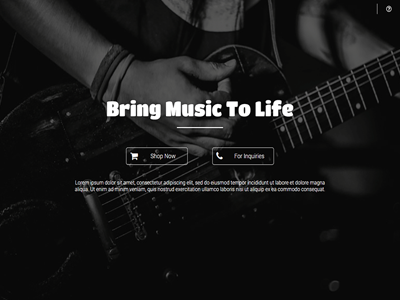 Bring Music To Life
Shop Now
For Inquiries
Lorem ipsum dolor sit amet, consectetur adipiscing elit, sed do eiusmod tempor incididunt ut labore et dolore magna
aliqua. Ut enim ad minim veniam, quis nostrud exercitation ullamco laboris nisi ut aliquip ex ea commodo consequat.